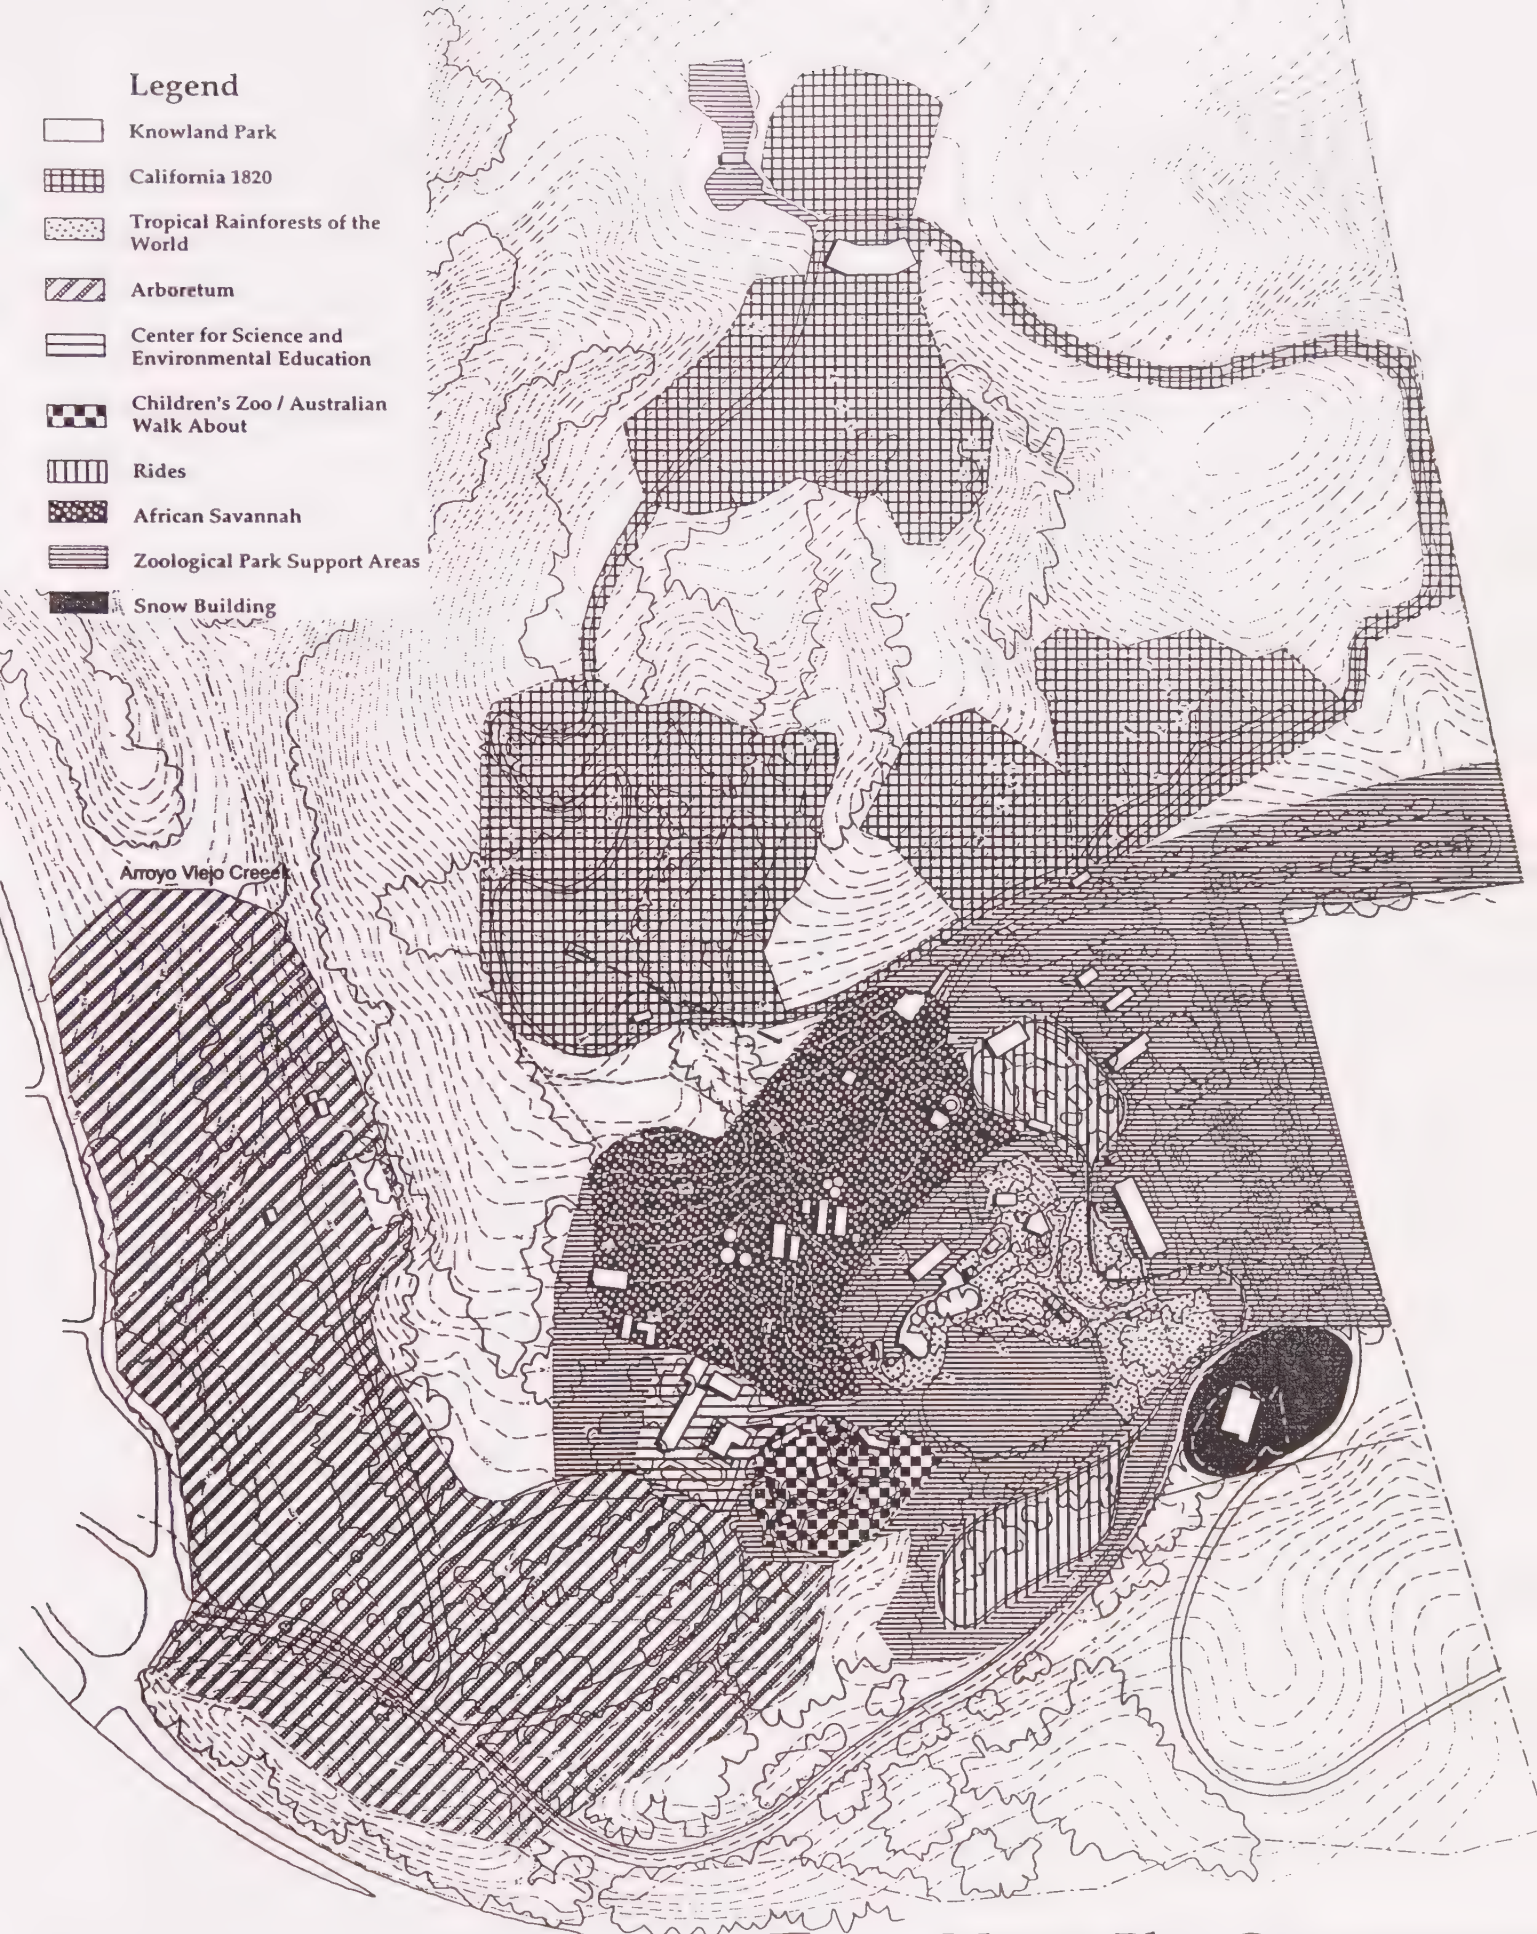 Legend
Knowland Park
California 1820
Tropical Rainforests of the
World
Arboretum
Center for Science and
Environmental Education
Children's Zoo / Australian
Walk About
Rides
African Savannah
Zoological Park Support Areas
Snow Building
Arroyo Viejo Creeek